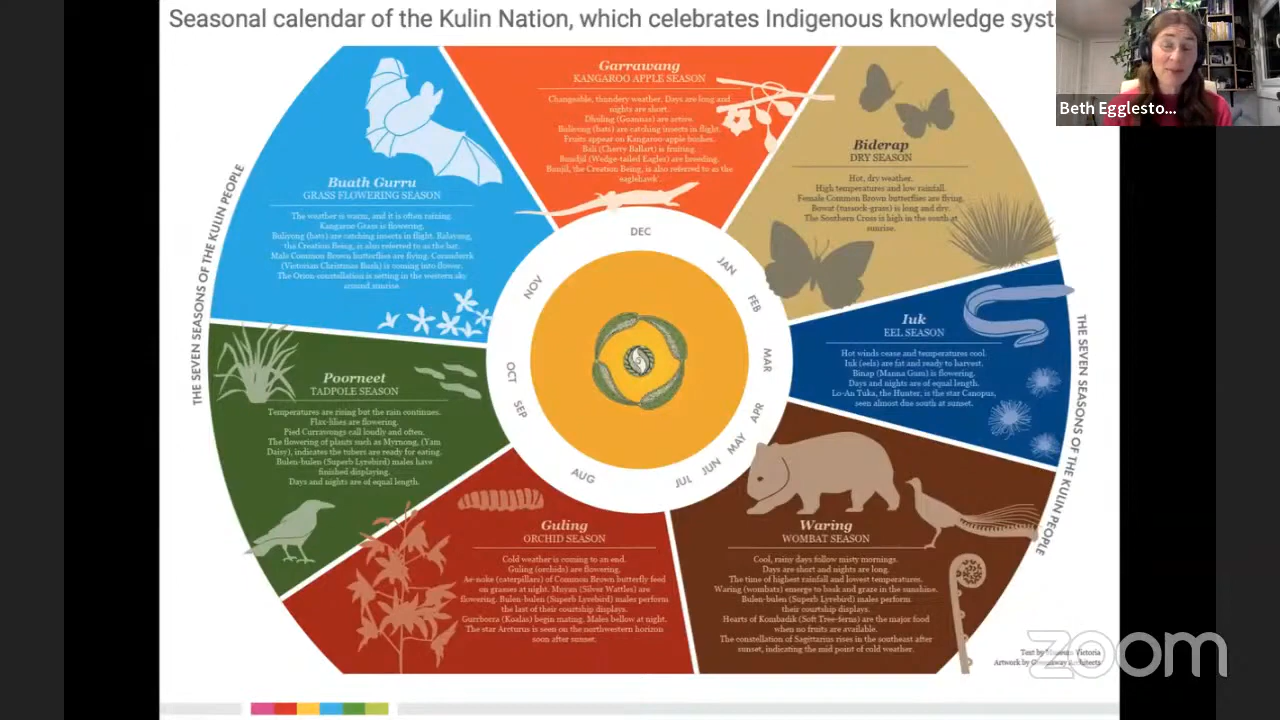 Seasonal calendar of the Kulin Nation, which celebrates Indigenous knowledge syst
Beth Egglesto...
THE SEVEN SEASONS OF THE KULIN PEOPLE
Garrawang
KANGAROO APPLE SEASON
Changeable, thundery weather. Days are long and
nights are short.
Dhuling (Goannas) are active.
Buliyong (bats) are catching insects in flight.
Fruits appear on Kangaroo-apple bushes.
Bali (Cherry Ballart) is fruiting.
Bundjil (Wedge-tailed Eagles) are breeding.
Bunjil, the Creation Being, is also referred to as the
'eaglehawk'.
Biderap
DRY SEASON
Hot, dry weather.
High temperatures and low rainfall.
Female Common Brown butterflies are flying.
Bowat (tussock-grass) is long and dry.
The Southern Cross is high in the south at
sunrise.
Buath Gurru
GRASS FLOWERING SEASON
The weather is warm, and it is often raining.
Kangaroo Grass is flowering.
Buliyong (bats) are catching insects in flight. Balayang,
the Creation Being, is also referred to as the bat.
Male Common Brown butterflies are flying. Coranderrk
(Victorian Christmas Bush) is coming into flower.
The Orion constellation is setting in the western sky
around sunrise.
DEC
JAN
FEB
MAR
APR
MAY
JUN
JUL
AUG
SEP
OCT
NOV
Iuk
EEL SEASON
Hot winds cease and temperatures cool.
Iuk (eels) are fat and ready to harvest.
Binap (Manna Gum) is flowering.
Days and nights are of equal length.
Lo-An Tuka, the Hunter, is the star Canopus,
seen almost due south at sunset.
THE SEVEN SEASONS OF THE KULIN PEOPLE
Poorneet
TADPOLE SEASON
Temperatures are rising but the rain continues.
Flax-lilies are flowering.
Pied Currawongs call loudly and often.
The flowering of plants such as Myrnong, (Yam
Daisy), indicates the tubers are ready for eating.
Bulen-bulen (Superb Lyrebird) males have
finished displaying.
Days and nights are of equal length.
Guling
ORCHID SEASON
Cold weather is coming to an end.
Guling (orchids) are flowering.
As-noke (caterpillars) of Common Brown butterfly feed
on grasses at night. Muyan (Silver Wattles) are
flowering. Bulen-bulen (Superb Lyrebird) males perform
the last of their courtship displays.
Gurrborra (Koalas) begin mating. Males bellow at night.
The star Arcturus is seen on the northwestern horizon
soon after sunset.
Waring
WOMBAT SEASON
Cool, rainy days follow misty mornings.
Days are short and nights are long.
The time of highest rainfall and lowest temperatures.
Waring (wombats) emerge to bask and graze in the sunshine.
Bulen-bulen (Superb Lyrebird) males perform
their courtship displays.
Hearts of Kombadik (Soft Tree-ferns) are the major food
when no fruits are available.
The constellation of Sagittarius rises in the southeast after
sunset, indicating the mid point of cold weather.
Text by Museum Victoria
Artwork by Greenaway Architects
zoom